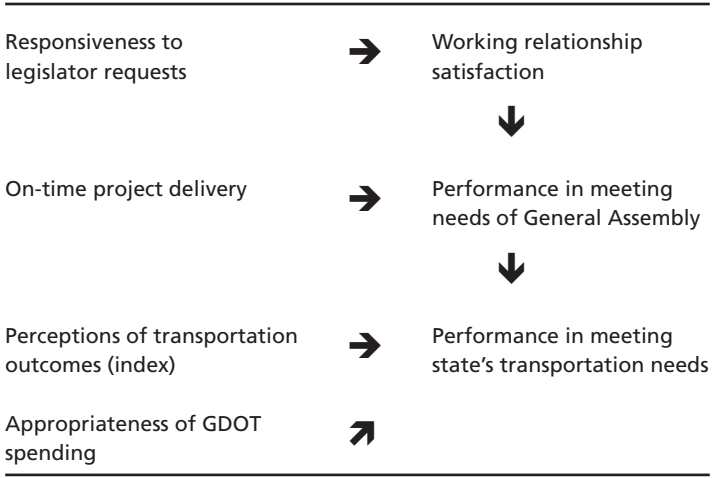 Responsiveness to
legislator requests
Working relationship
satisfaction
On-time project delivery
Performance in meeting
needs of General Assembly
Perceptions of transportation
outcomes (index)
Performance in meeting
state’s transportation needs
Appropriateness of GDOT
spending